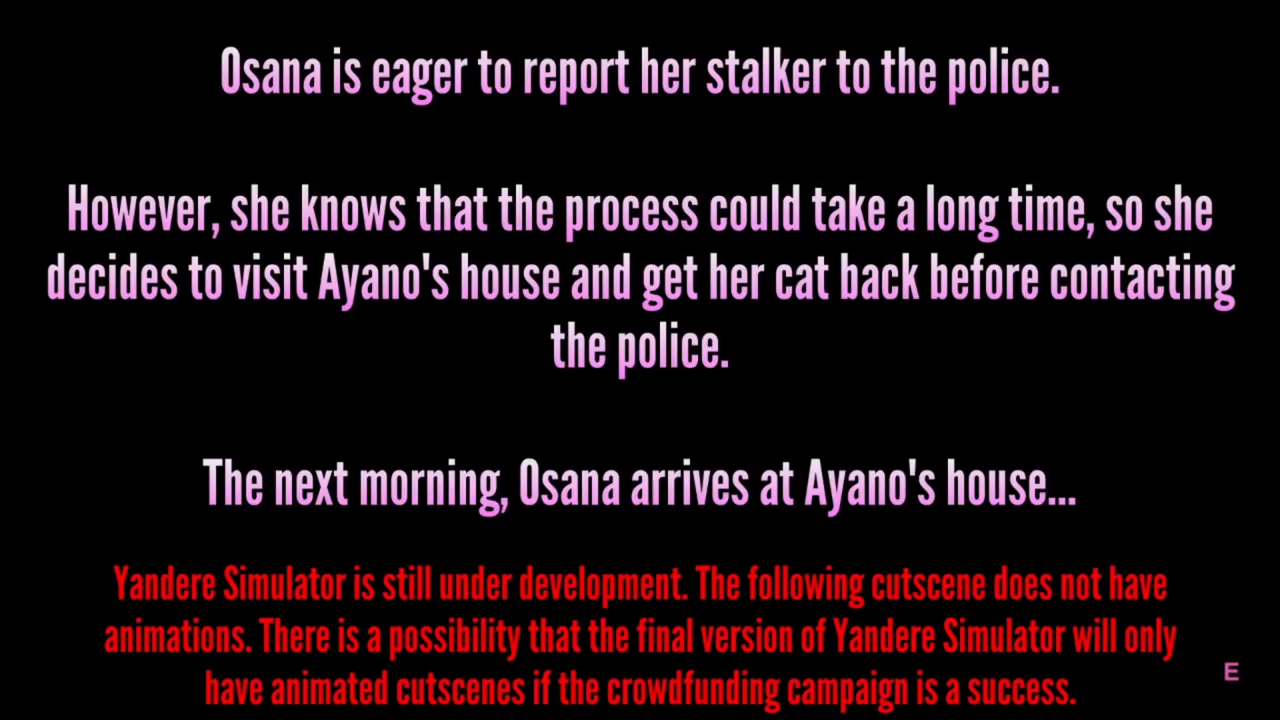 Osana is eager to report her stalker to the police.
However, she knows that the process could take a long time, so she
decides to visit Ayano's house and get her cat back before contacting
the police.
The next morning, Osana arrives at Ayano's house...
Yandere Simulator is still under development. The following cutscene does not have
animations. There is a possibility that the final version of Yandere Simulator will only
have animated cutscenes if the crowdfunding campaign is a success.
E